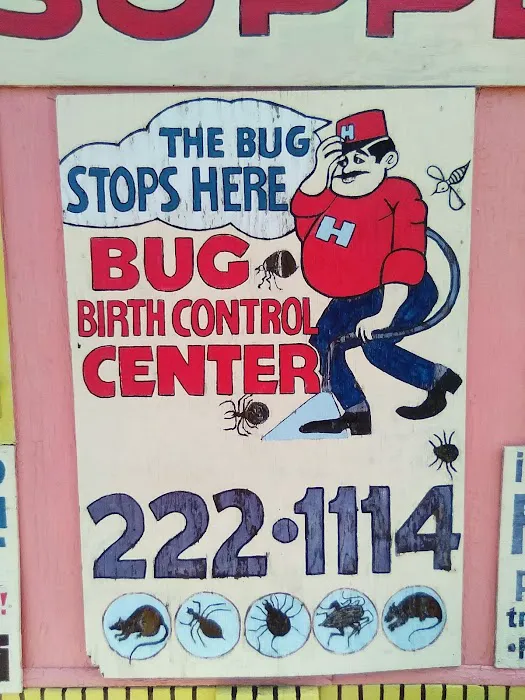 THE BUG
STOPS HERE
H
H
BUG
BIRTH CONTROL
CENTER
222·1114